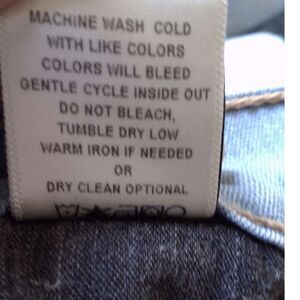 MACHINE WASH COLD
WITH LIKE COLORS
COLORS WILL BLEED
GENTLE CYCLE INSIDE OUT
DO NOT BLEACH,
TUMBLE DRY LOW
WARM IRON IF NEEDED
OR
DRY CLEAN OPTIONAL